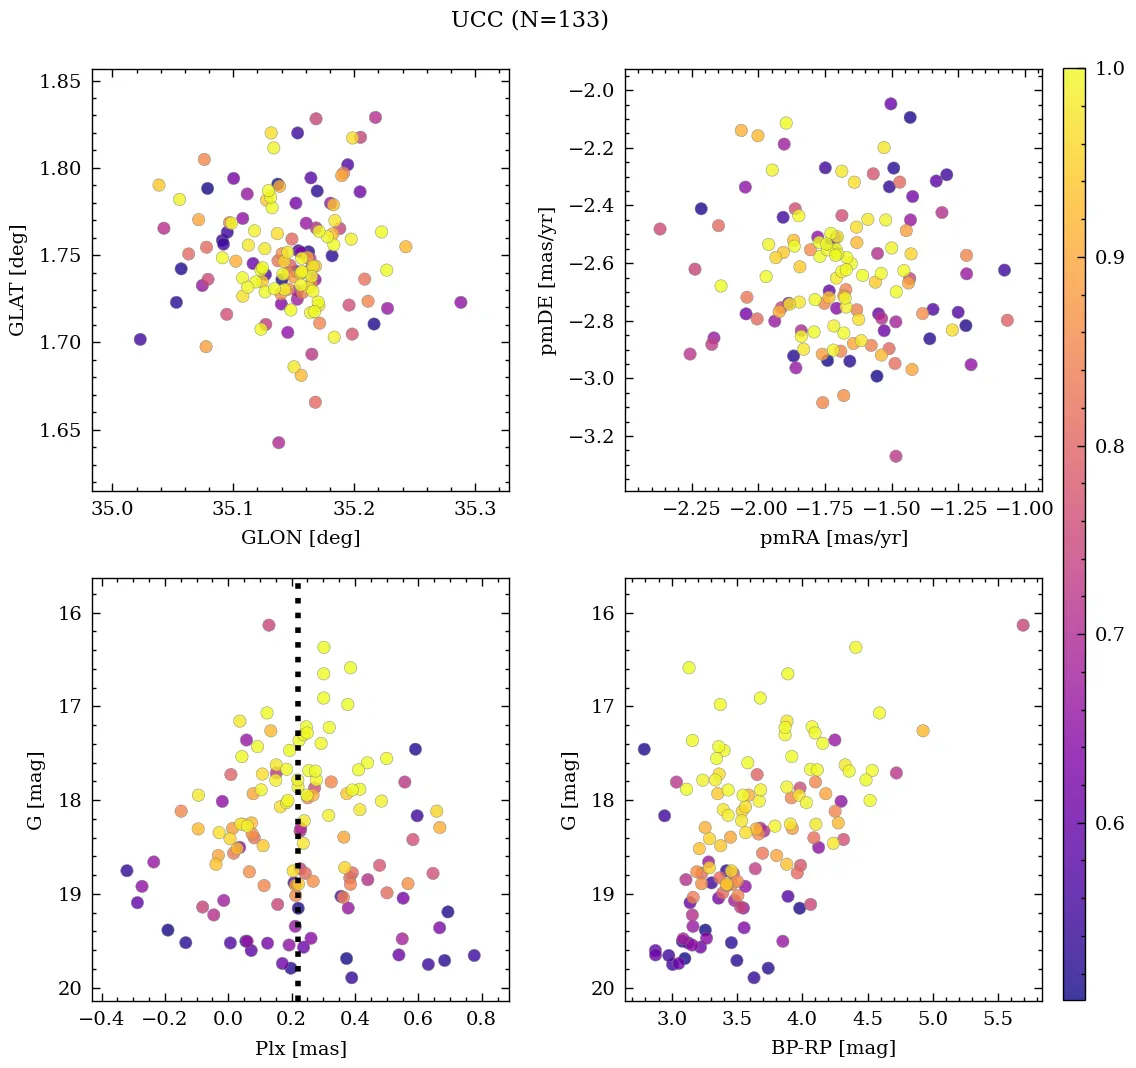 UCC (N=133)
1.85
1.80
1.75
1.70
1.65
GLAT [deg]
35.0 35.1 35.2 35.3
GLON [deg]
−2.0
−2.2
−2.4
−2.6
−2.8
−3.0
−3.2
pmDE [mas/yr]
−2.25 −2.00 −1.75 −1.50 −1.25 −1.00
pmRA [mas/yr]
1.0
0.9
0.8
0.7
0.6
16
17
18
19
20
G [mag]
−0.4 −0.2 0.0 0.2 0.4 0.6 0.8
Plx [mas]
16
17
18
19
20
G [mag]
3.0 3.5 4.0 4.5 5.0 5.5
BP-RP [mag]